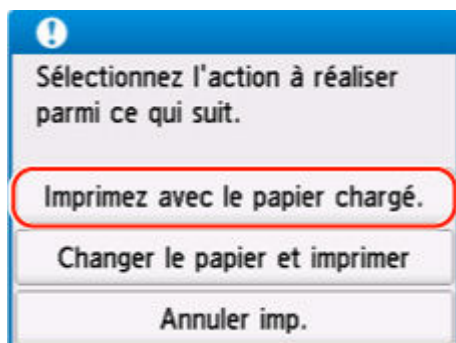 Sélectionnez l'action à réaliser
parmi ce qui suit.
Imprimez avec le papier chargé.
Changer le papier et imprimer
Annuler imp.